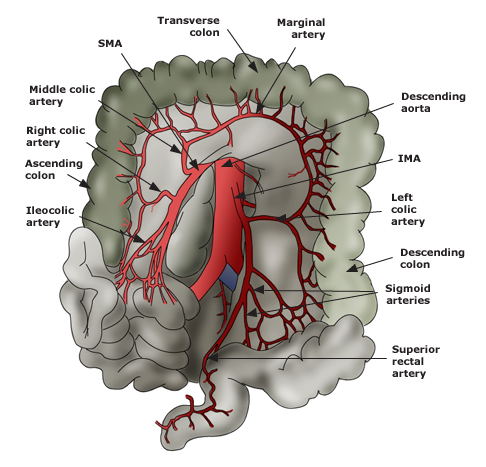 Transverse
colon
Marginal
artery
SMA
Middle colic
artery
Descending
aorta
Right colic
artery
IMA
Ascending
colon
Left
colic
artery
Ileocolic
artery
Descending
colon
Sigmoid
arteries
Superior
rectal
artery